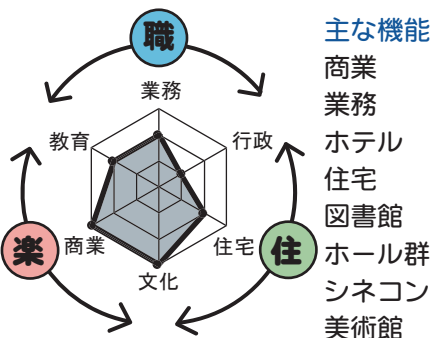 職
業務
教育
行政
楽
商業
住宅
住
文化
主な機能
商業
業務
ホテル
住宅
図書館
ホール群
シネコン
美術館